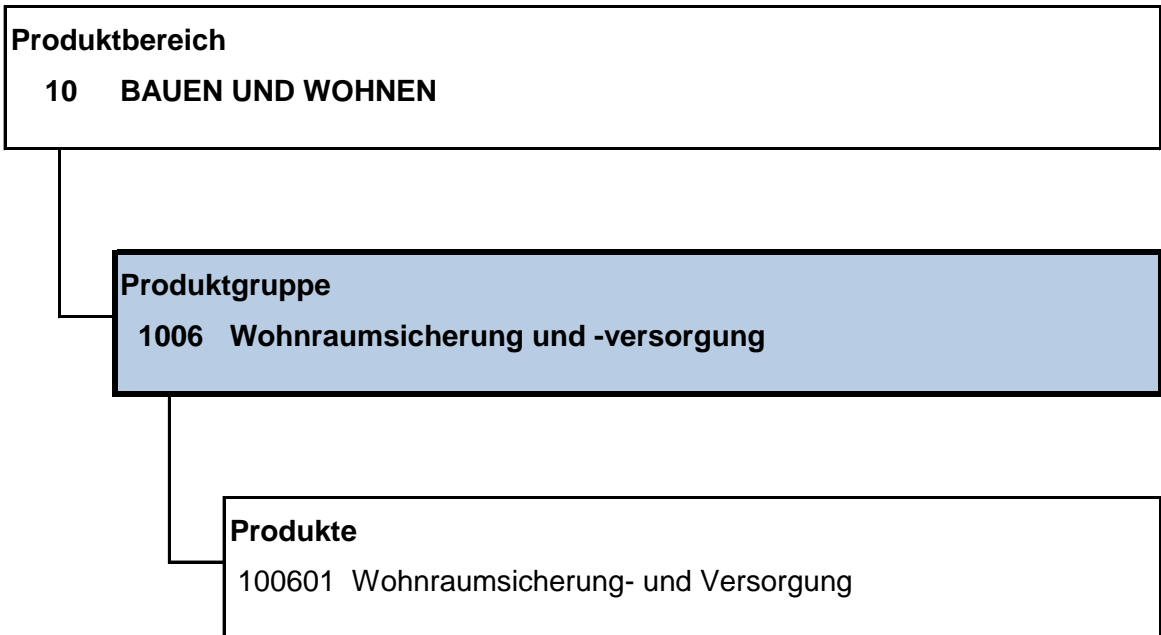 Produktbereich
10 BAUEN UND WOHNEN
Produktgruppe
1006 Wohnraumsicherung und -versorgung
Produkte
100601 Wohnraumsicherung- und Versorgung